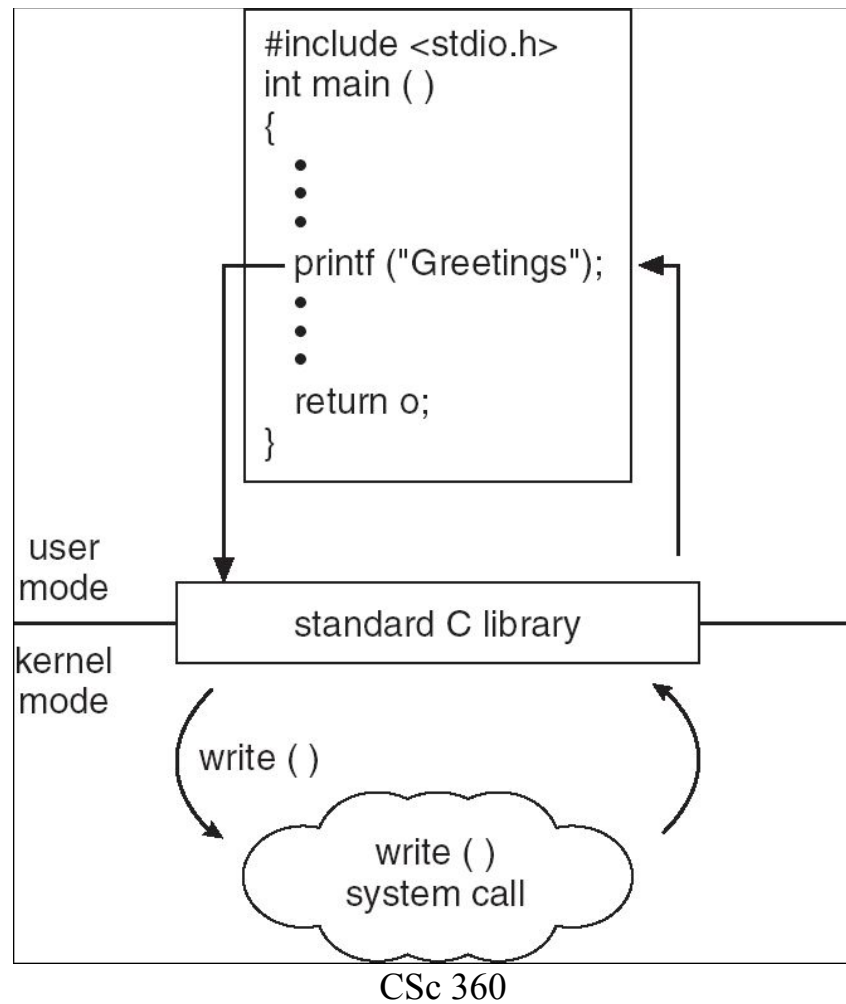 #include <stdio.h>
int main ( )
{
•
•
•
printf ("Greetings");
•
•
•
return o;
}
user
mode
standard C library
kernel
mode
write ( )
write ( )
system call
CSc 360